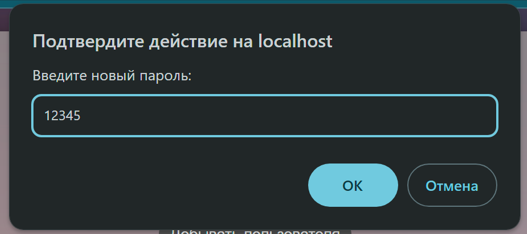 Подтвердите действие на localhost
Введите новый пароль:
12345
OK
Отмена